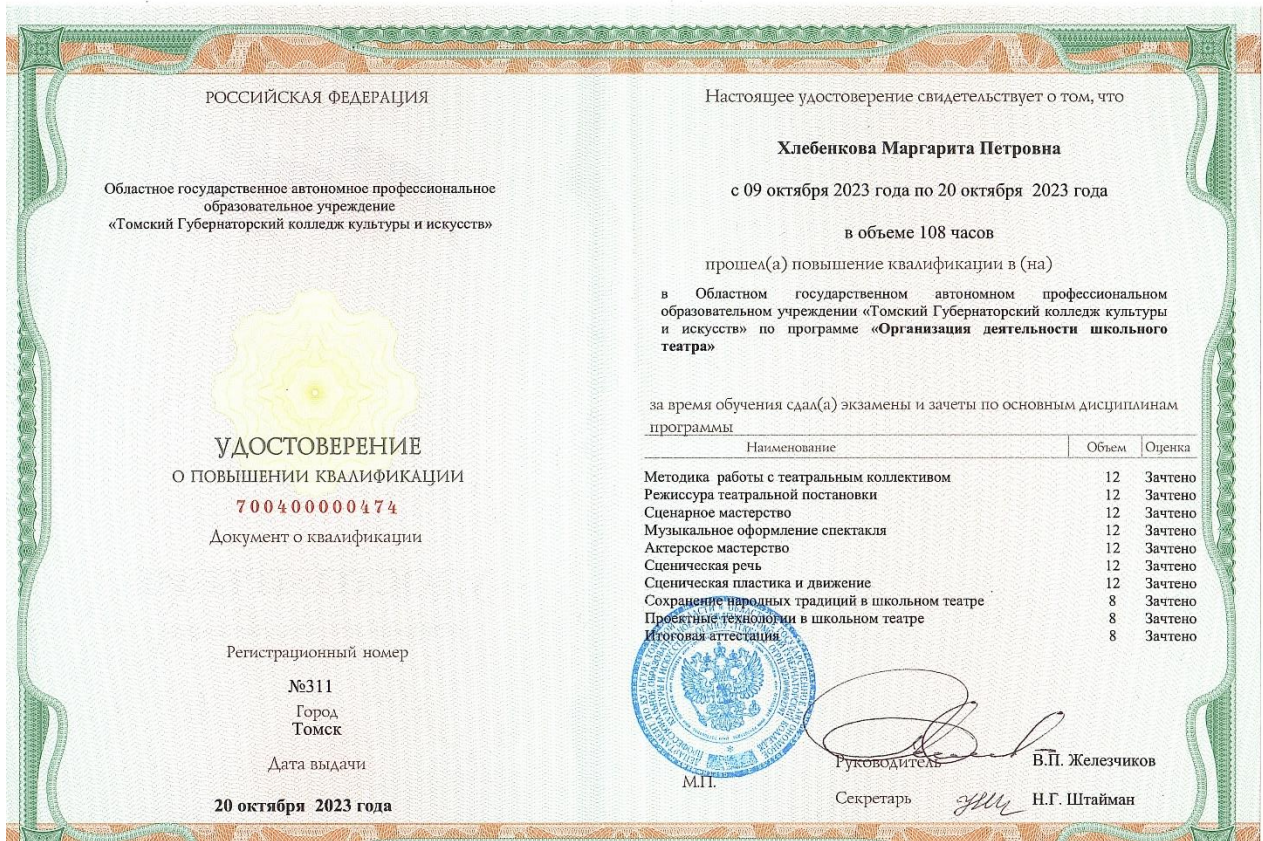 РОССИЙСКАЯ ФЕДЕРАЦИЯ
Областное государственное автономное профессиональное
образовательное учреждение
«Томский Губернаторский колледж культуры и искусств»
УДОСТОВЕРЕНИЕ
О ПОВЫШЕНИИ КВАЛИФИКАЦИИ
700400000474
Документ о квалификации
Регистрационный номер
№311
Город
Томск
Дата выдачи
20 октября 2023 года
Настоящее удостоверение свидетельствует о том, что
Хлебенкова Маргарита Петровна
с 09 октября 2023 года по 20 октября 2023 года
в объеме 108 часов
прошел(а) повышение квалификации в (на)
в Областном государственном автономном профессиональном
образовательном учреждении «Томский Губернаторский колледж культуры
и искусств» по программе «Организация деятельности школьного
театра»
за время обучения сдал(а) экзамены и зачеты по основным дисциплинам
программы
Наименование Объем Оценка
Методика работы с театральным коллективом 12 Зачтено
Режиссура театральной постановки 12 Зачтено
Сценарное мастерство 12 Зачтено
Музыкальное оформление спектакля 12 Зачтено
Актерское мастерство 12 Зачтено
Сценическая речь 12 Зачтено
Сценическая пластика и движение 12 Зачтено
Сохранение народных традиций в школьном театре 8 Зачтено
Проектные технологии в школьном театре 8 Зачтено
Итоговая аттестация 8 Зачтено
Руководитель В.П. Железчиков
М.П.
Секретарь Н.Г. Штайман